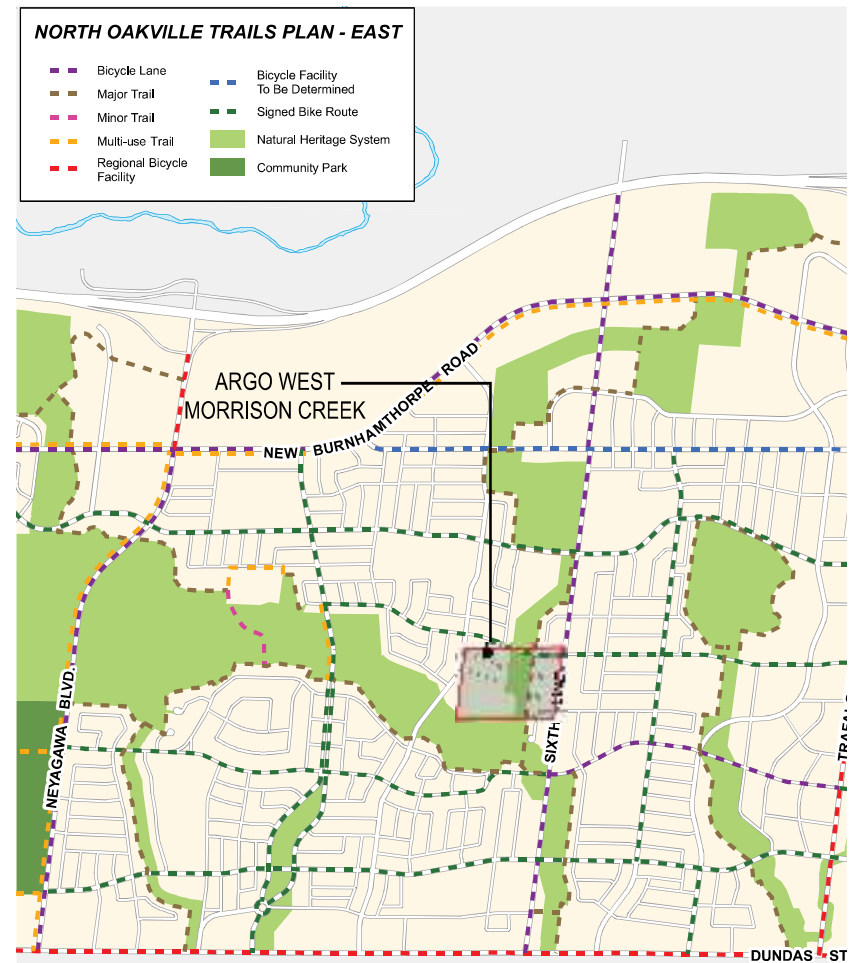 NORTH OAKVILLE TRAILS PLAN - EAST
Bicycle Lane
Major Trail
Minor Trail
Multi-use Trail
Regional Bicycle
Facility
Bicycle Facility
To Be Determined
Signed Bike Route
Natural Heritage System
Community Park
ARGO WEST
MORRISON CREEK
NEW BURNHAMTHORPE ROAD
NEYAGAWA BLVD.
SIXTH
DUNDAS ST